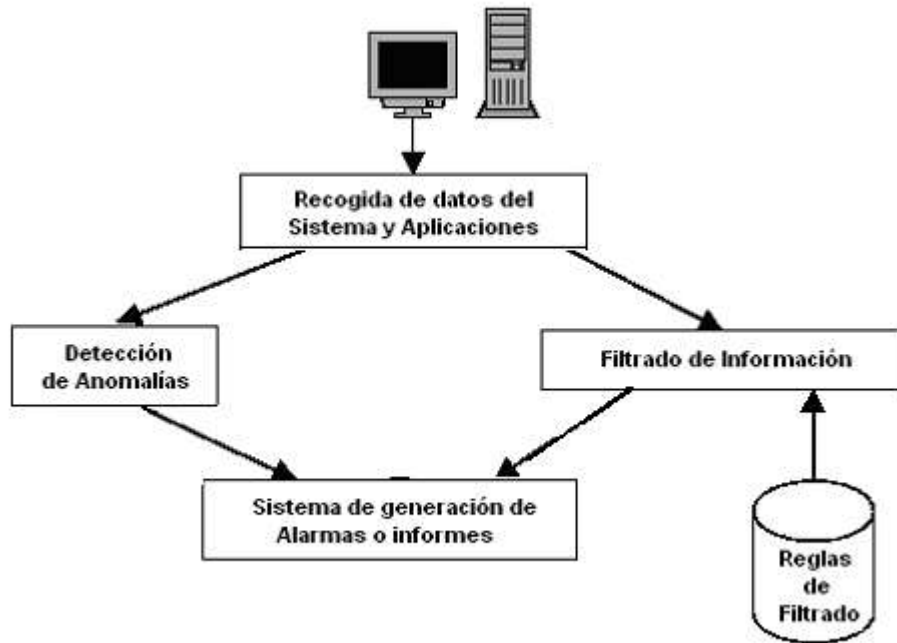 Recogida de datos del
Sistema y Aplicaciones
Detección
de Anomalías
Filtrado de Información
Sistema de generación de
Alarmas o informes
Reglas
de
Filtrado